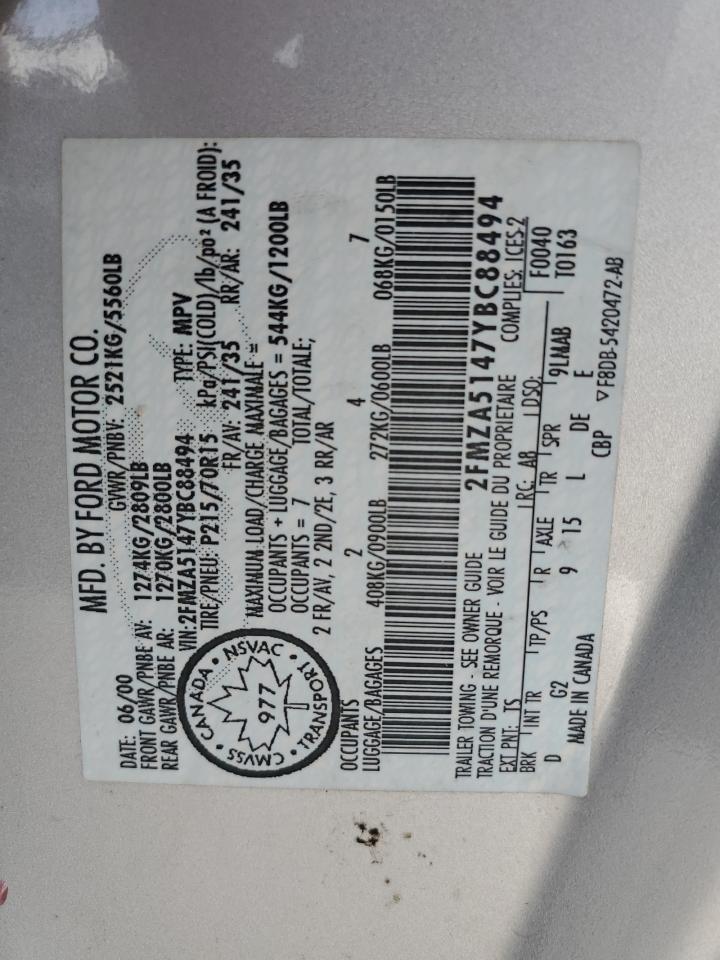 MFD. BY FORD MOTOR CO.
DATE: 06/00 GVWR/PNBV: 2521KG/5560LB
FRONT GAWR/PNBE AV: 1274KG/2809LB
REAR GAWR/PNBE AR: 1270KG/2800LB
VIN: 2FMZA5147YBC88494 TYPE: MPV
TIRE/PNEU: P215/70R15 kPa/PSI(COLD)/lb/po² (A FROID):
FR/AV: 241/35 RR/AR: 241/35
MAXIMUM LOAD/CHARGE MAXIMALE =
OCCUPANTS + LUGGAGE/BAGAGES = 544KG/1200LB
OCCUPANTS = 7 TOTAL/TOTALE;
2 FR/AV, 2 2ND/2E, 3 RR/AR
CANADA • NSVAC • TRANSPORT • CMVSS •
977
OCCUPANTS 2 4 7
LUGGAGE/BAGAGES 408KG/0900LB 272KG/0600LB 068KG/0150LB
2FMZA5147YBC88494
TRAILER TOWING - SEE OWNER GUIDE
TRACTION D'UNE REMORQUE - VOIR LE GUIDE DU PROPRIETAIRE COMPLIES: ICES-2
EXT PNT: TS RC: AB DSO: F0040
BRK INT TR TP/PS R AXLE TR SPR T0163
D G2 9 15 L 9LMAB
DE E
MADE IN CANADA CBP ▽F8DB-5420472-AB